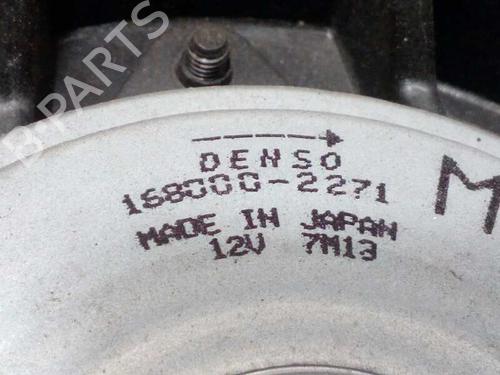 B-PARTS
DENSO
168000-2271
M
MADE IN JAPAN
12V 7M13